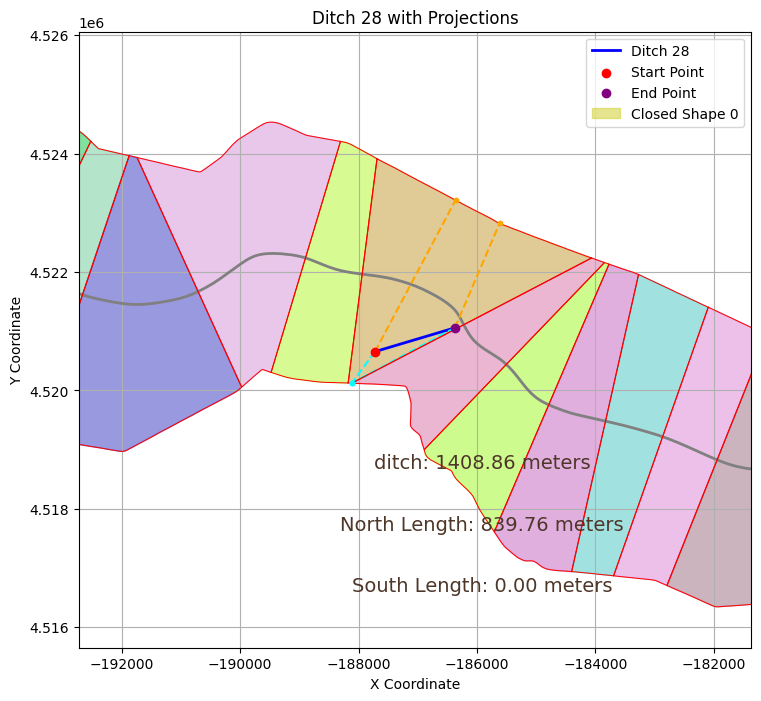 Ditch 28 with Projections
1e6
4.526
4.524
4.522
4.520
4.518
4.516
Y Coordinate
Ditch 28
Start Point
End Point
Closed Shape 0
ditch: 1408.86 meters
North Length: 839.76 meters
South Length: 0.00 meters
−192000 −190000 −188000 −186000 −184000 −182000
X Coordinate